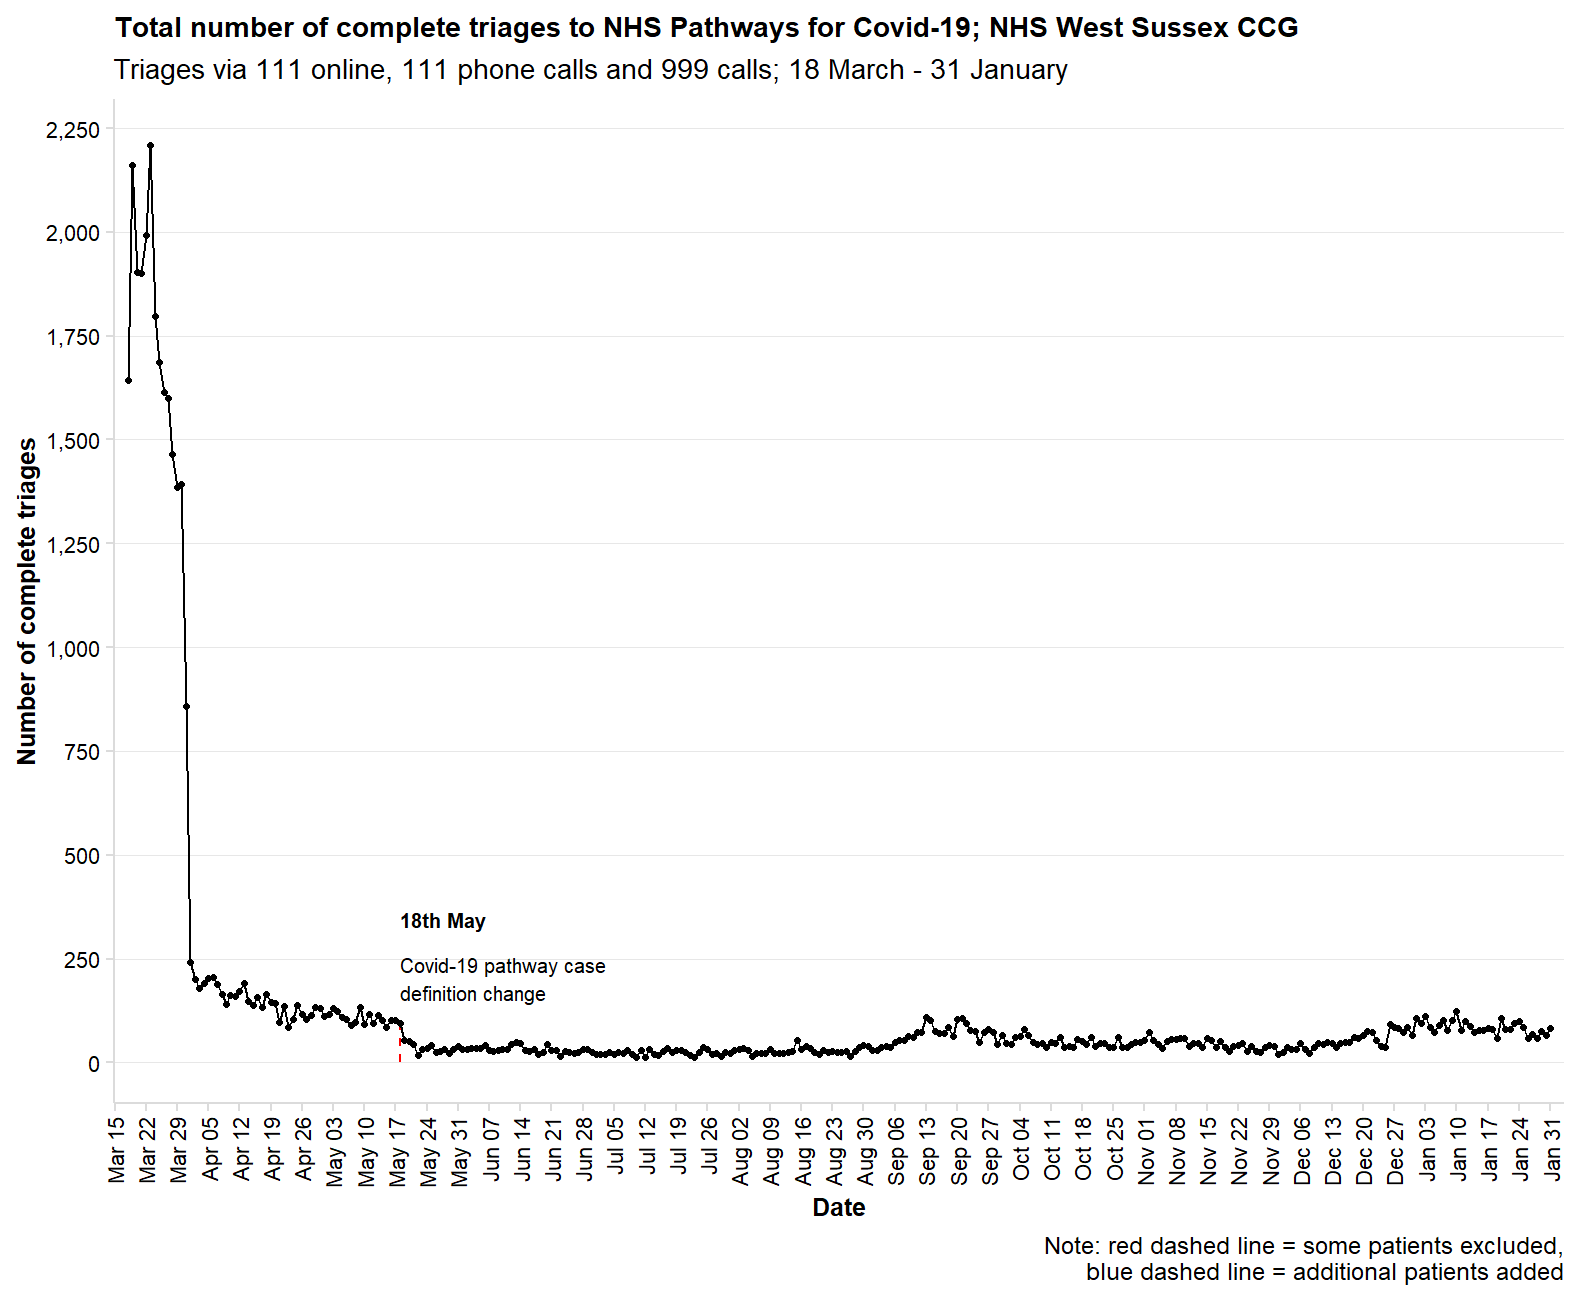 Total number of complete triages to NHS Pathways for Covid-19; NHS West Sussex CCG
Triages via 111 online, 111 phone calls and 999 calls; 18 March - 31 January
Number of complete triages
2,250
2,000
1,750
1,500
1,250
1,000
750
500
250
0
18th May
Covid-19 pathway case
definition change
Mar 15
Mar 22
Mar 29
Apr 05
Apr 12
Apr 19
Apr 26
May 03
May 10
May 17
May 24
May 31
Jun 07
Jun 14
Jun 21
Jun 28
Jul 05
Jul 12
Jul 19
Jul 26
Aug 02
Aug 09
Aug 16
Aug 23
Aug 30
Sep 06
Sep 13
Sep 20
Sep 27
Oct 04
Oct 11
Oct 18
Oct 25
Nov 01
Nov 08
Nov 15
Nov 22
Nov 29
Dec 06
Dec 13
Dec 20
Dec 27
Jan 03
Jan 10
Jan 17
Jan 24
Jan 31
Date
Note: red dashed line = some patients excluded,
blue dashed line = additional patients added